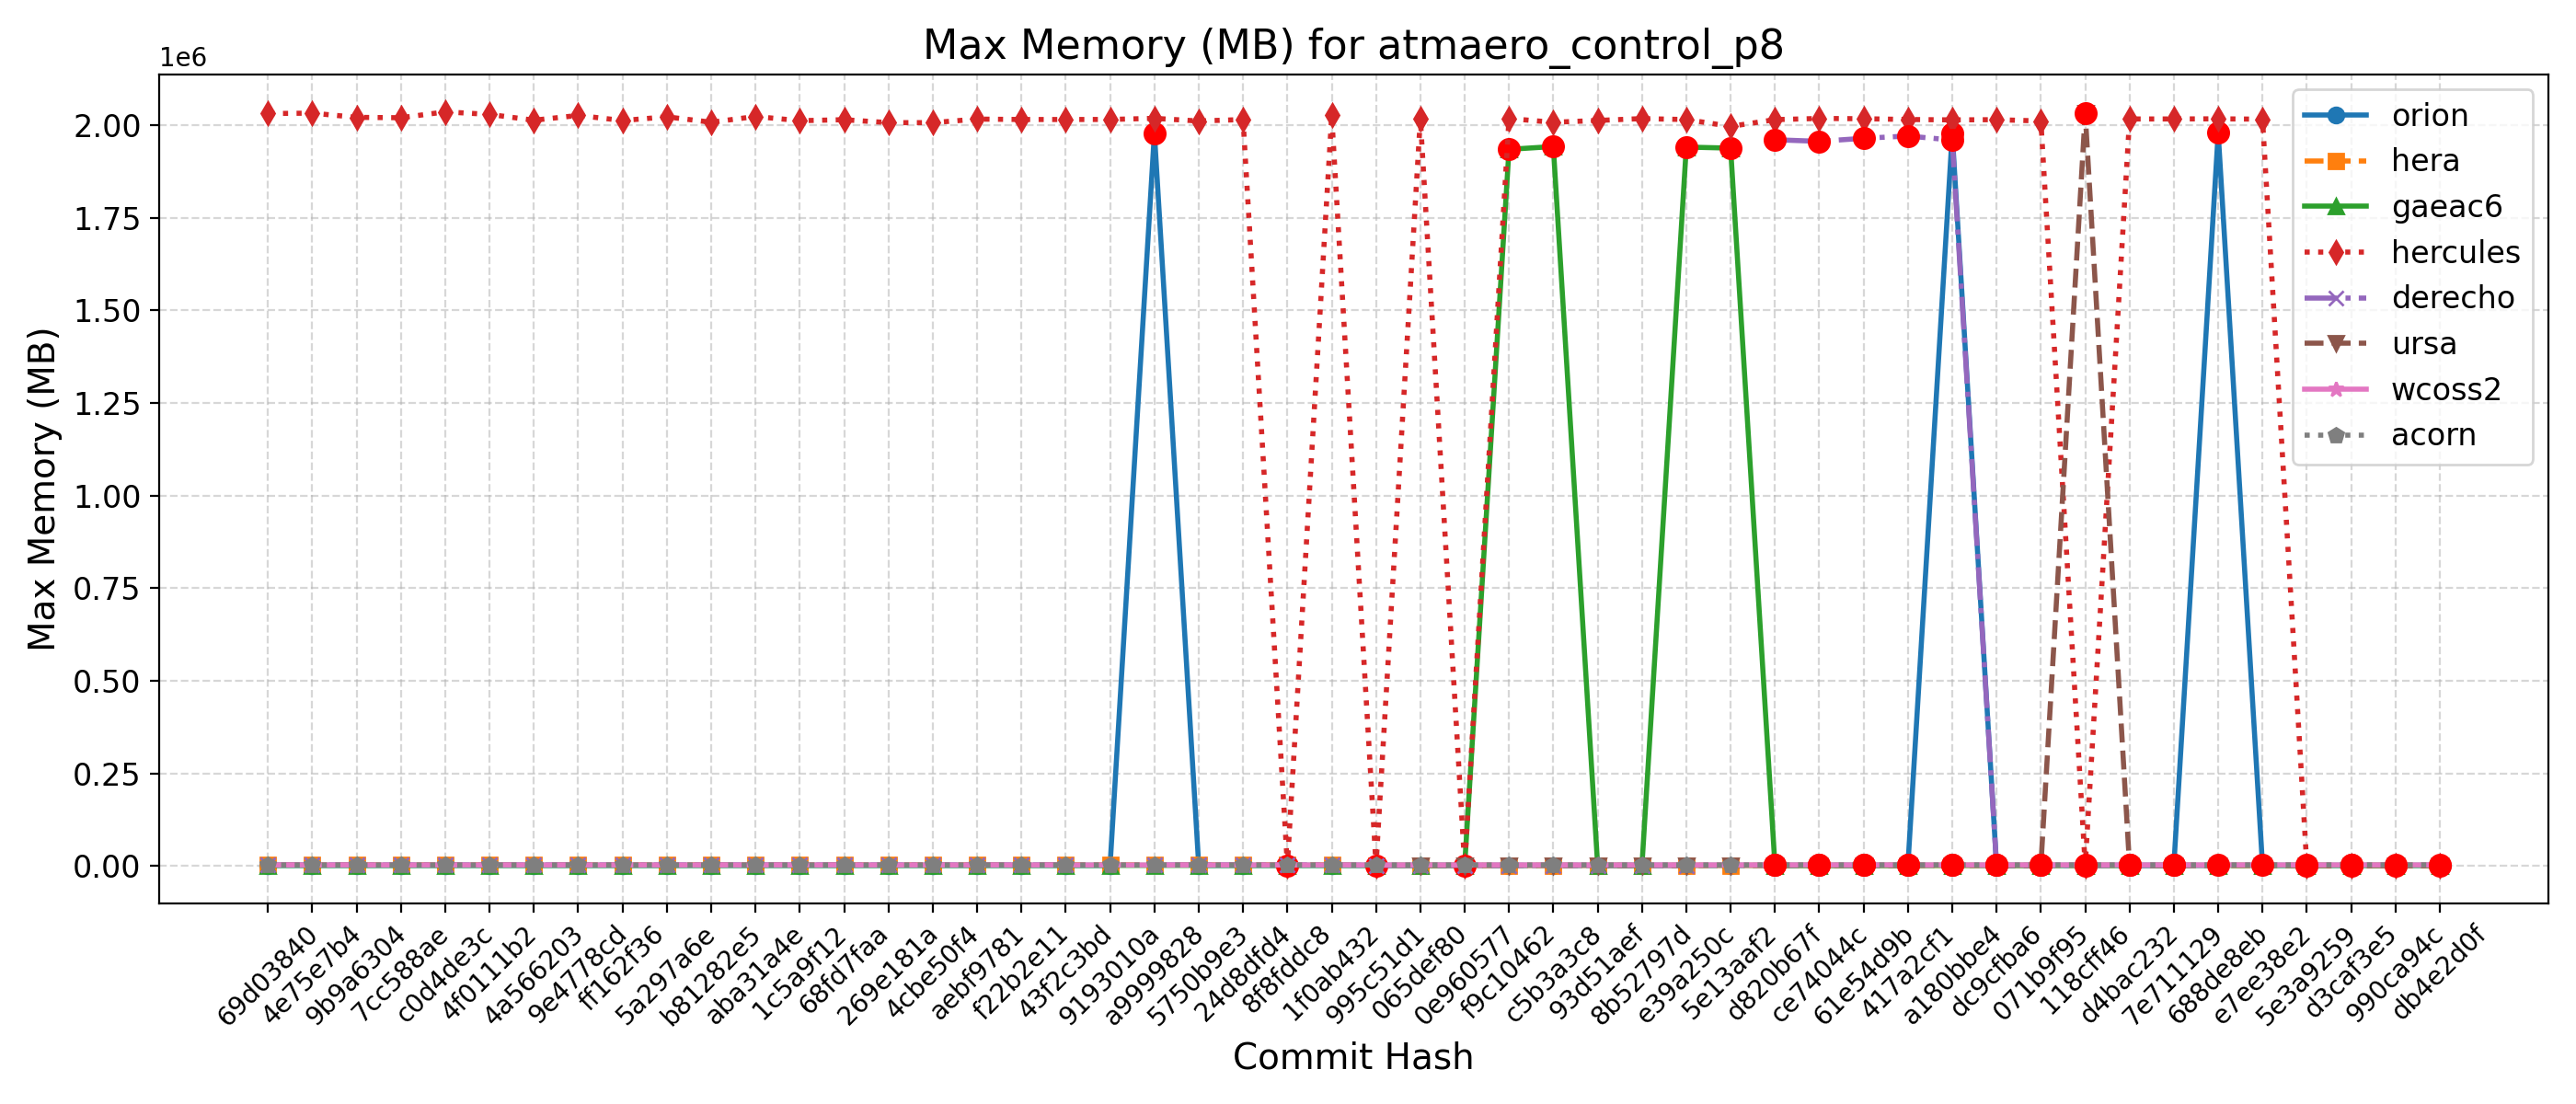 Max Memory (MB) for atmaero_control_p8
1e6
2.00
1.75
1.50
1.25
1.00
0.75
0.50
0.25
0.00
Max Memory (MB)
orion
hera
gaeac6
hercules
derecho
ursa
wcoss2
acorn
69d03840
4e75e7b4
9b9a6304
7cc588ae
c0d4de3c
4f0111b2
4a566203
9e4778cd
ff162f36
5a297a6e
b81282e5
aba31a4e
1c5a9f12
68fd7faa
269e181a
4cbe50f4
aebf9781
f22b2e11
43f2c3bd
9193010a
a9999828
5750b9e3
24d8dfd4
8f8fddc8
1f0ab432
995c51d1
065def80
0e960577
f9c10462
c5b3a3c8
93d51aef
8b52797d
e39a250c
5e13aaf2
d820b67f
ce74044c
61e54d9b
417a2cf1
a180bbe4
dc9cfba6
071b9f95
118cff46
d4bac232
7e711129
688de8eb
e7ee38e2
5e3a9259
d3caf3e5
990ca94c
db4e2d0f
Commit Hash